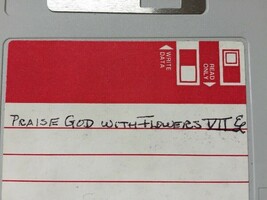 WRITE
DATA
READ
ONLY
PRAISE GOD WITH FLOWERS VII &